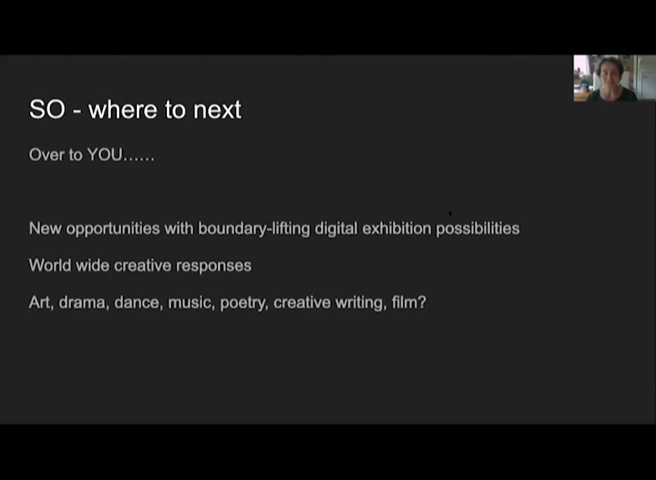 SO - where to next
Over to YOU......
New opportunities with boundary-lifting digital exhibition possibilities
World wide creative responses
Art, drama, dance, music, poetry, creative writing, film?